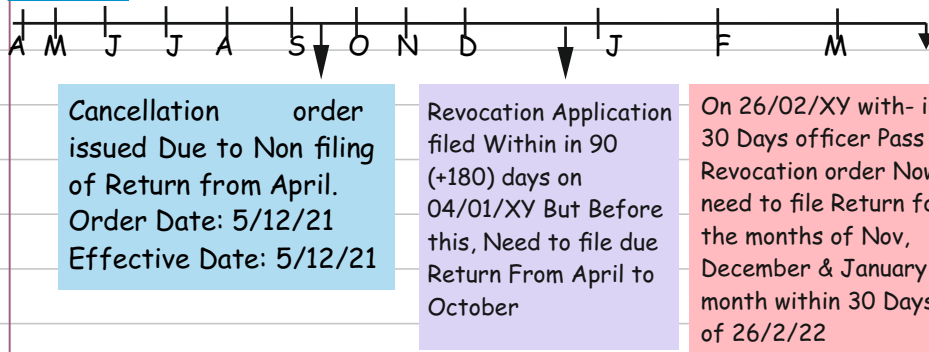 A M J J A S O N D J F M
Cancellation order
issued Due to Non filing
of Return from April.
Order Date: 5/12/21
Effective Date: 5/12/21
Revocation Application
filed Within in 90
(+180) days on
04/01/XY But Before
this, Need to file due
Return From April to
October
On 26/02/XY with- i
30 Days officer Pass
Revocation order Now
need to file Return fo
the months of Nov,
December & January
month within 30 Days
of 26/2/22